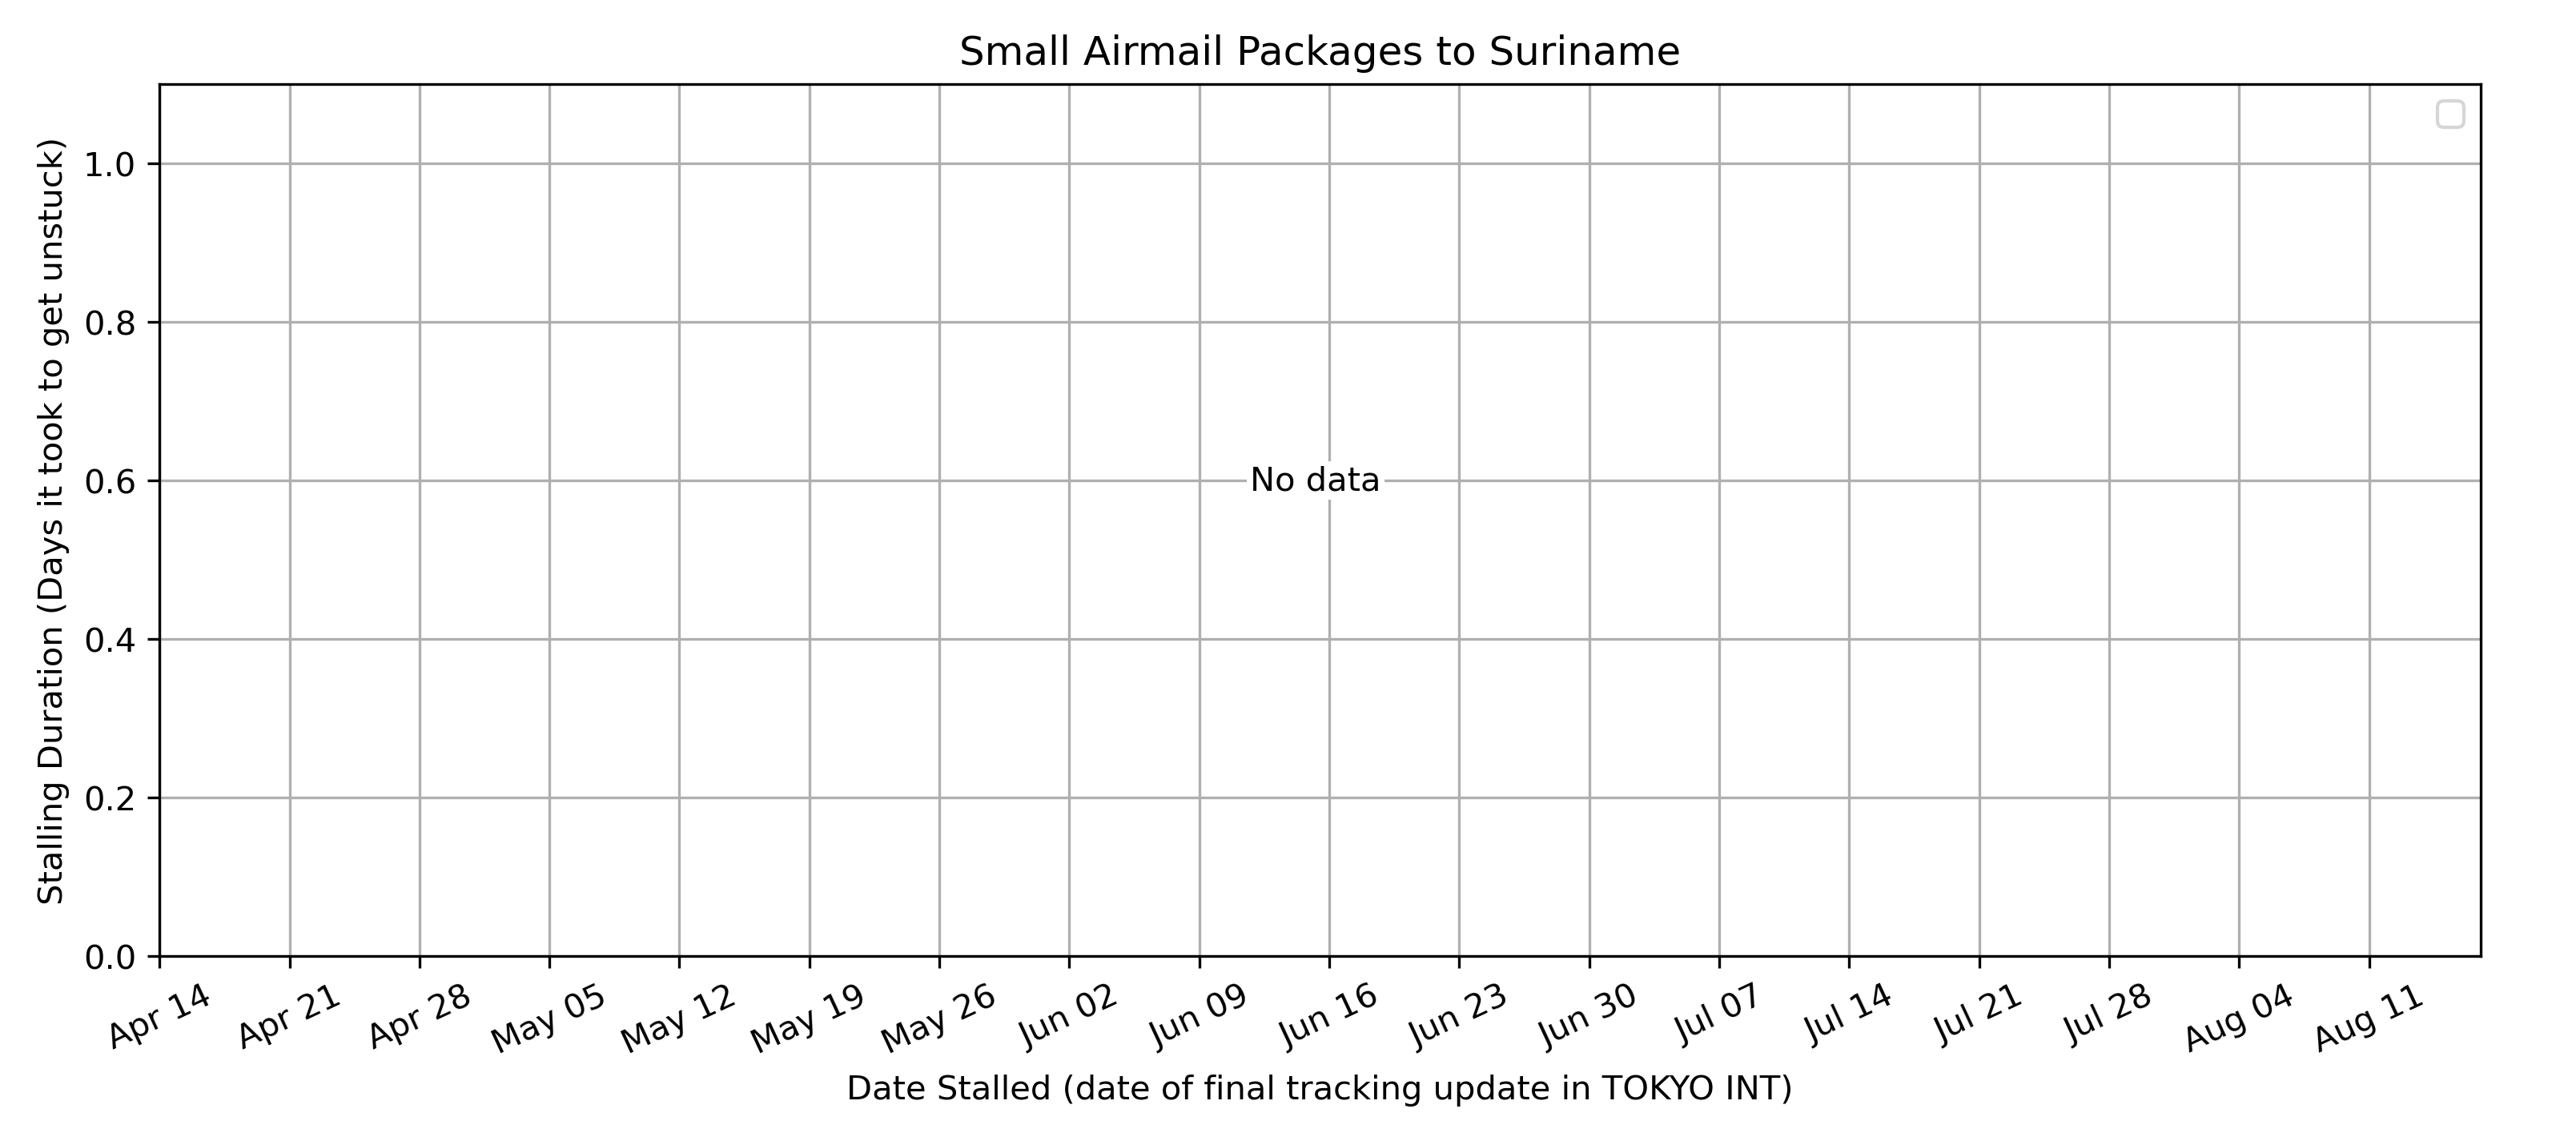 Small Airmail Packages to Suriname
Stalling Duration (Days it took to get unstuck)
1.0
0.8
0.6
0.4
0.2
0.0
No data
Apr 14
Apr 21
Apr 28
May 05
May 12
May 19
May 26
Jun 02
Jun 09
Jun 16
Jun 23
Jun 30
Jul 07
Jul 14
Jul 21
Jul 28
Aug 04
Aug 11
Date Stalled (date of final tracking update in TOKYO INT)